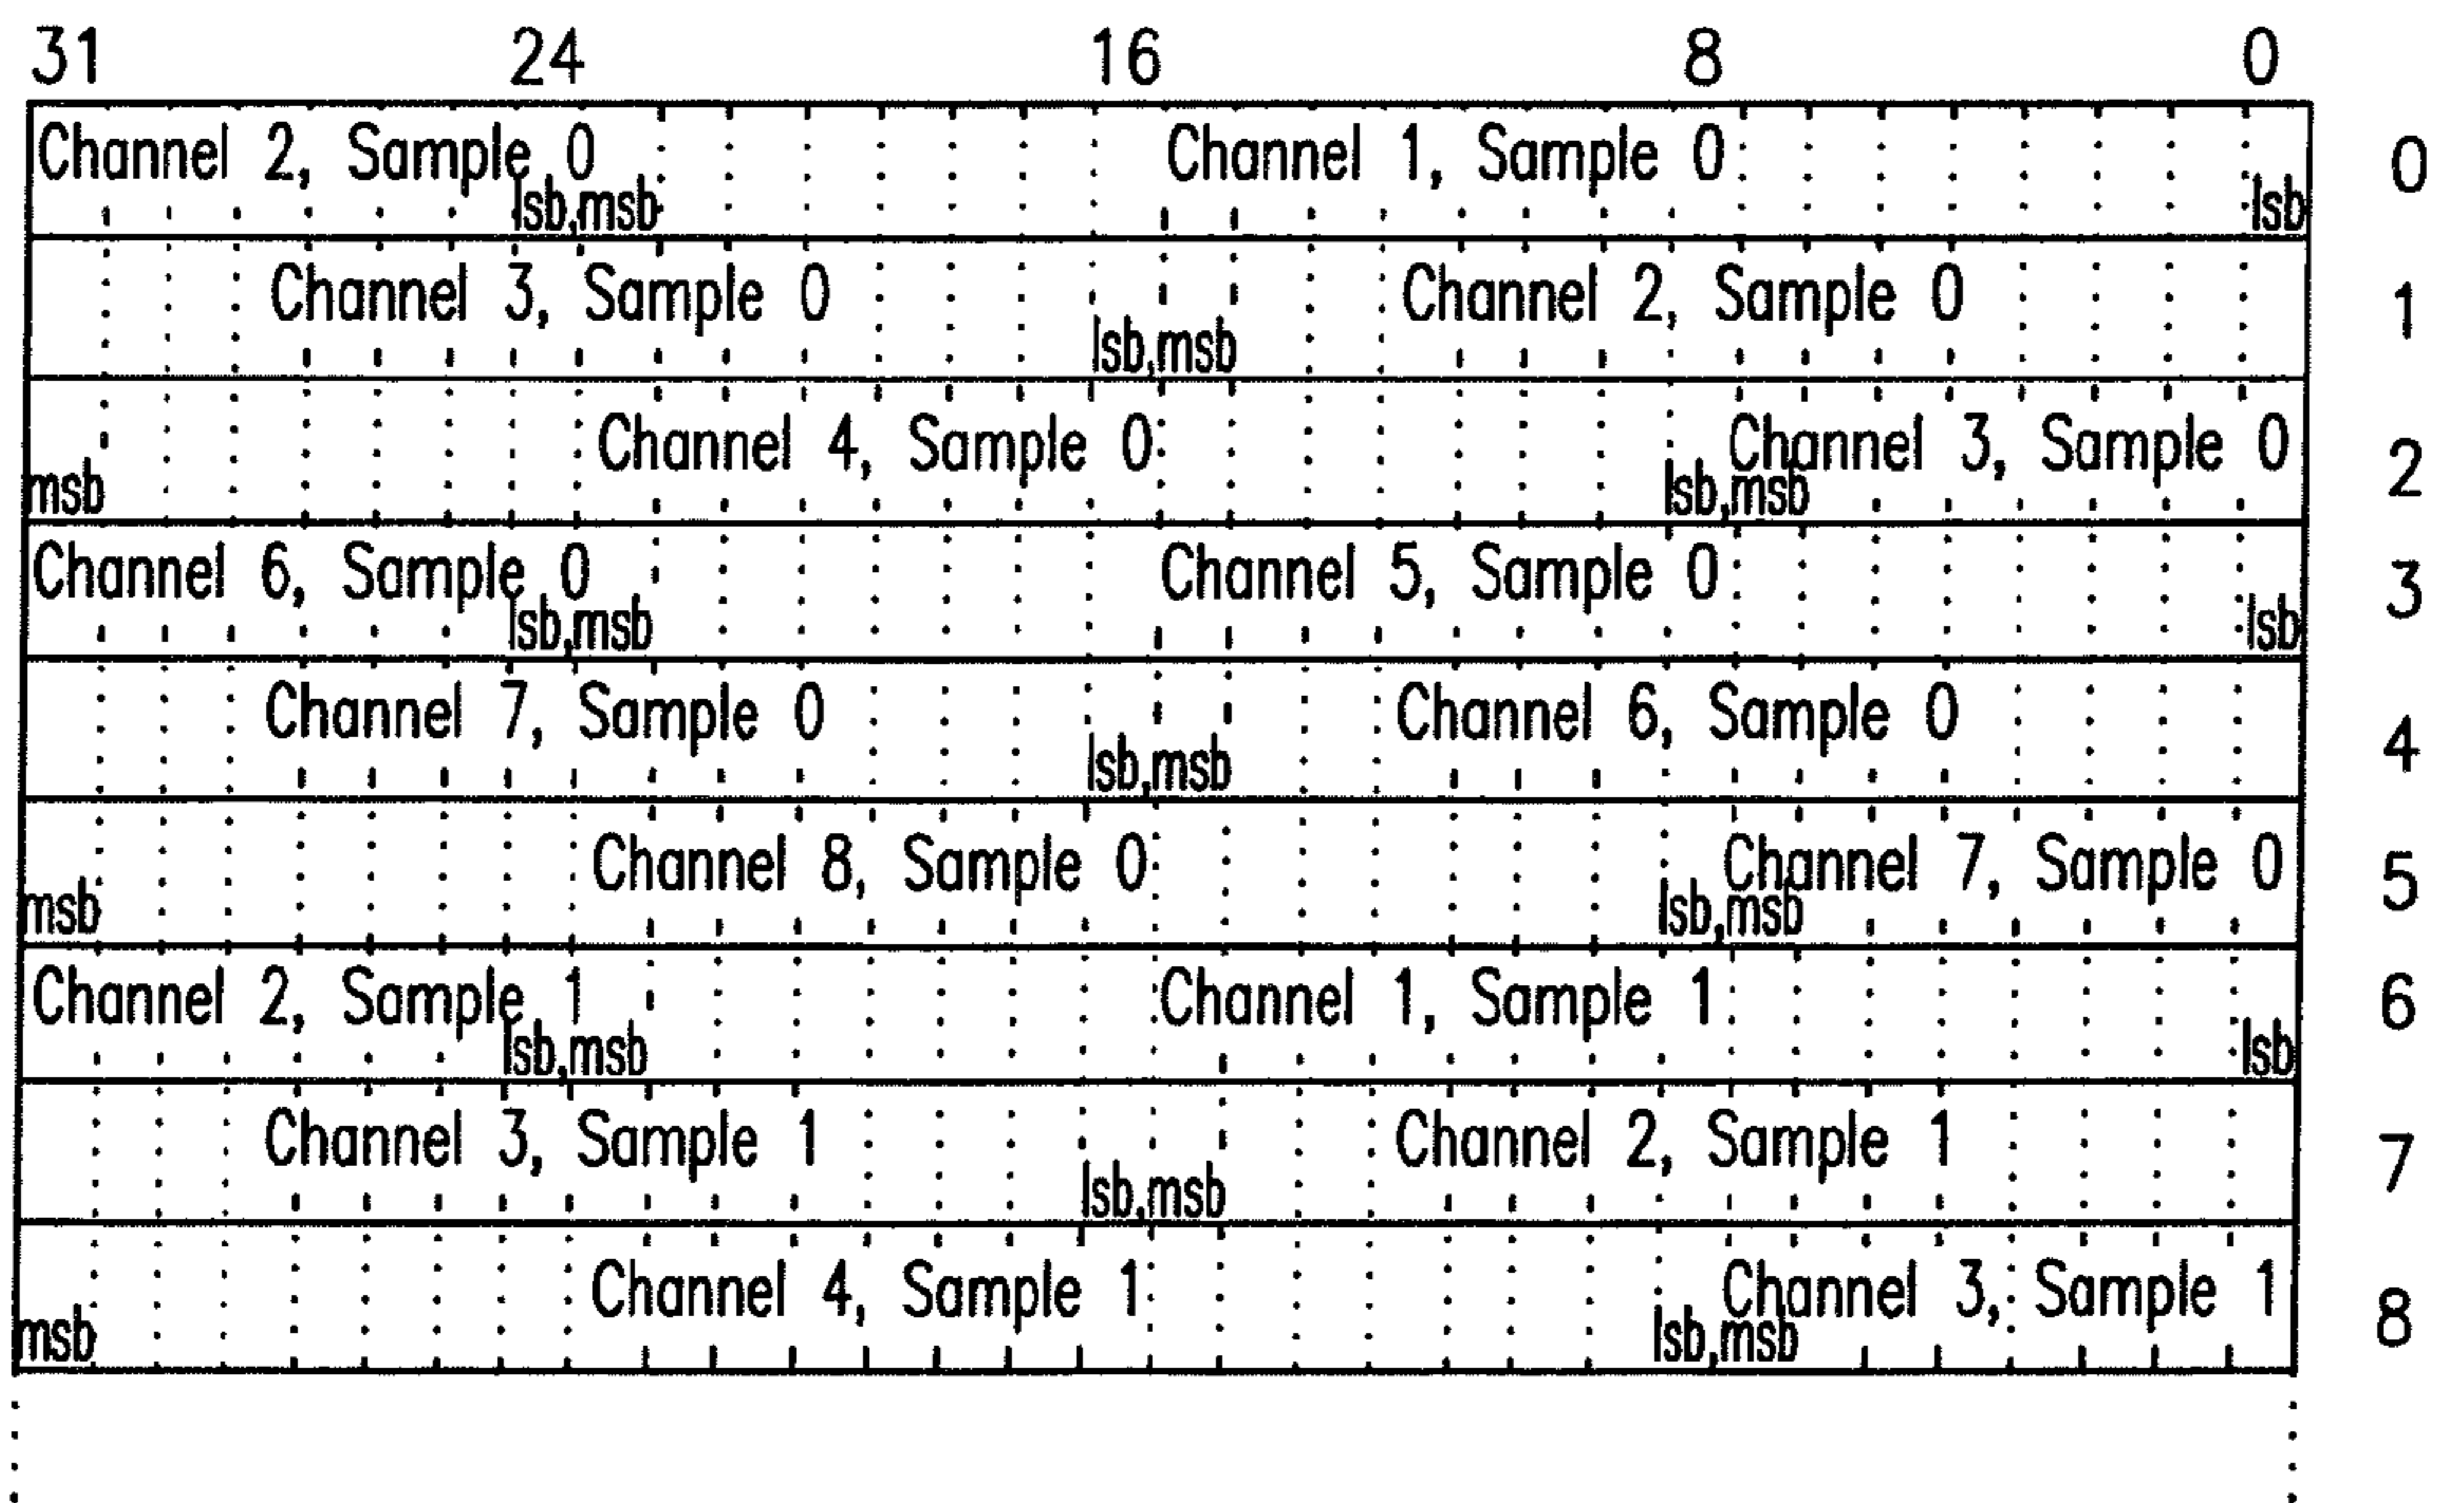 31 24 16 8 0
Channel 2, Sample 0 Channel 1, Sample 0 0
lsb,msb lsb
Channel 3, Sample 0 Channel 2, Sample 0 1
lsb,msb
Channel 4, Sample 0 Channel 3, Sample 0 2
msb lsb,msb
Channel 6, Sample 0 Channel 5, Sample 0 3
lsb,msb lsb
Channel 7, Sample 0 Channel 6, Sample 0 4
lsb,msb
Channel 8, Sample 0 Channel 7, Sample 0 5
msb lsb,msb
Channel 2, Sample 1 Channel 1, Sample 1 6
lsb,msb lsb
Channel 3, Sample 1 Channel 2, Sample 1 7
lsb,msb
Channel 4, Sample 1 Channel 3, Sample 1 8
msb lsb,msb